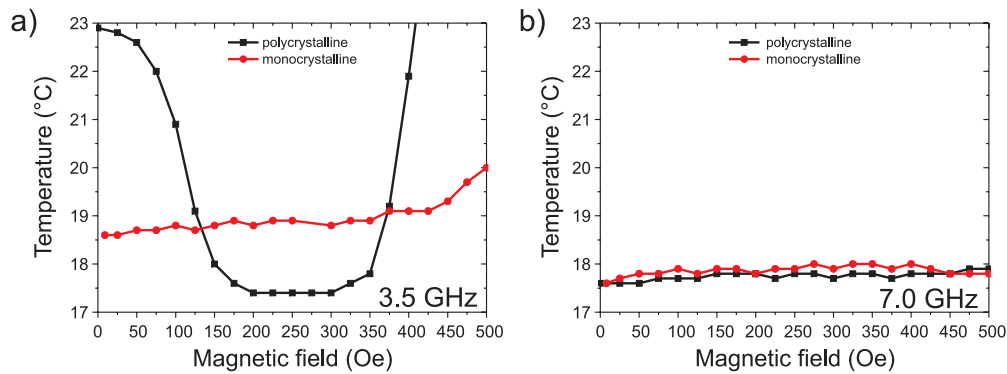 a)
polycrystalline
monocrystalline
23
22
21
20
19
18
17
Temperature (°C)
3.5 GHz
0 50 100 150 200 250 300 350 400 450 500
Magnetic field (Oe)
b)
polycrystalline
monocrystalline
23
22
21
20
19
18
17
Temperature (°C)
7.0 GHz
0 50 100 150 200 250 300 350 400 450 500
Magnetic field (Oe)